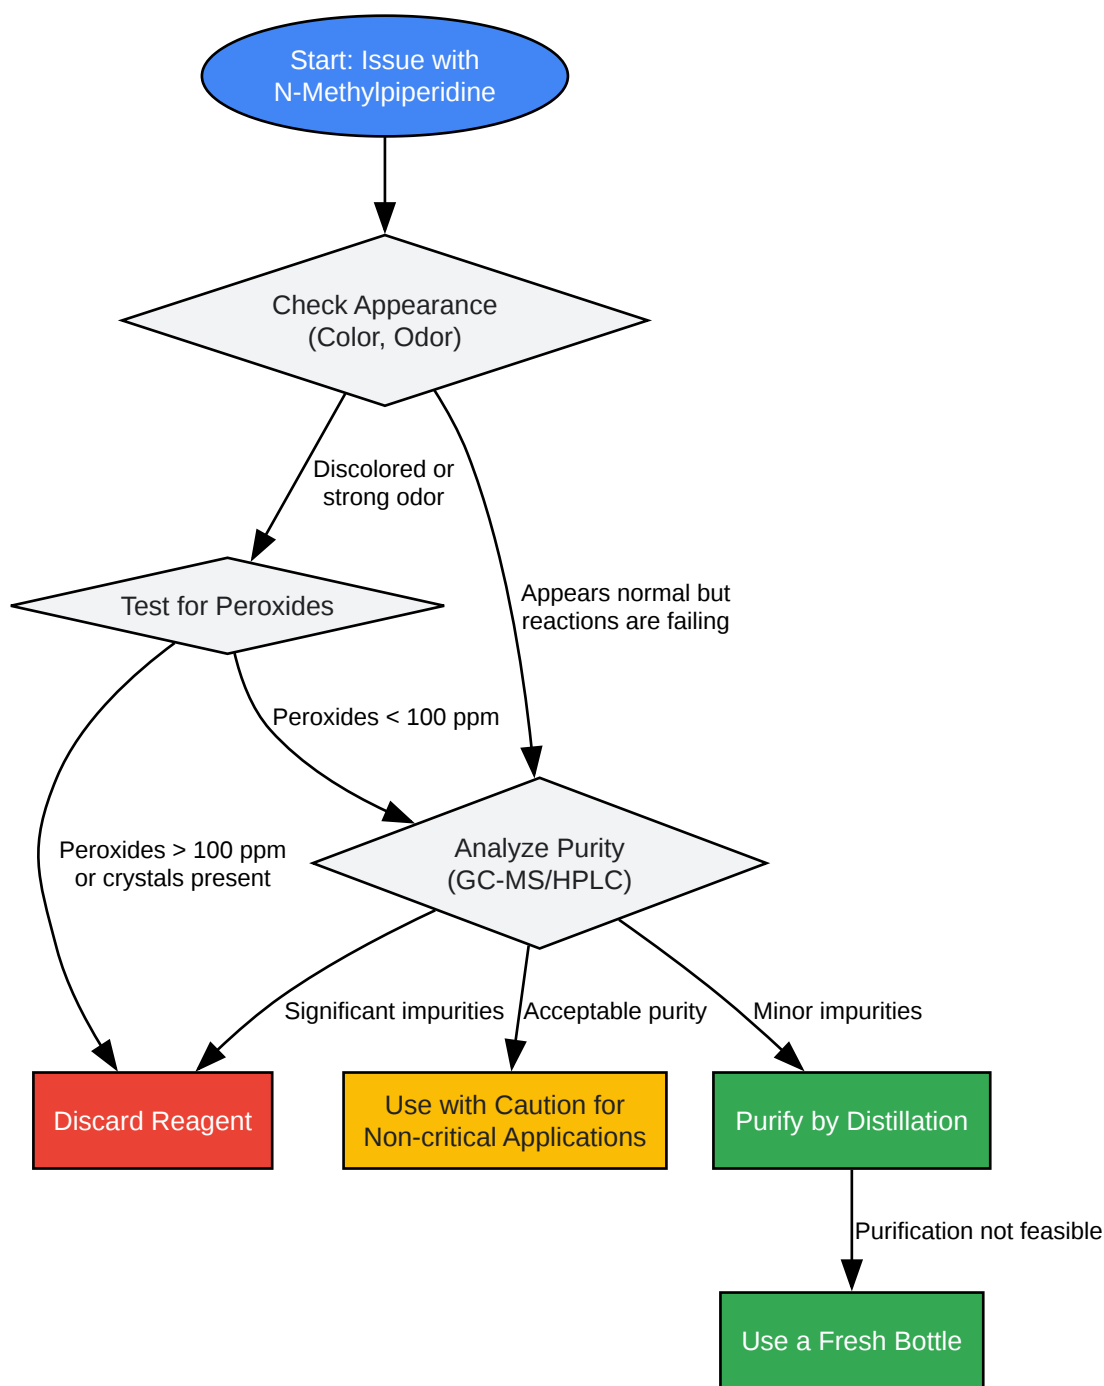 Start: Issue with
N-Methylpiperidine
Check Appearance
(Color, Odor)
Discolored or
strong odor
Appears normal but
reactions are failing
Test for Peroxides
Peroxides < 100 ppm
Peroxides > 100 ppm
or crystals present
Analyze Purity
(GC-MS/HPLC)
Significant impurities
Acceptable purity
Minor impurities
Discard Reagent
Use with Caution for
Non-critical Applications
Purify by Distillation
Purification not feasible
Use a Fresh Bottle